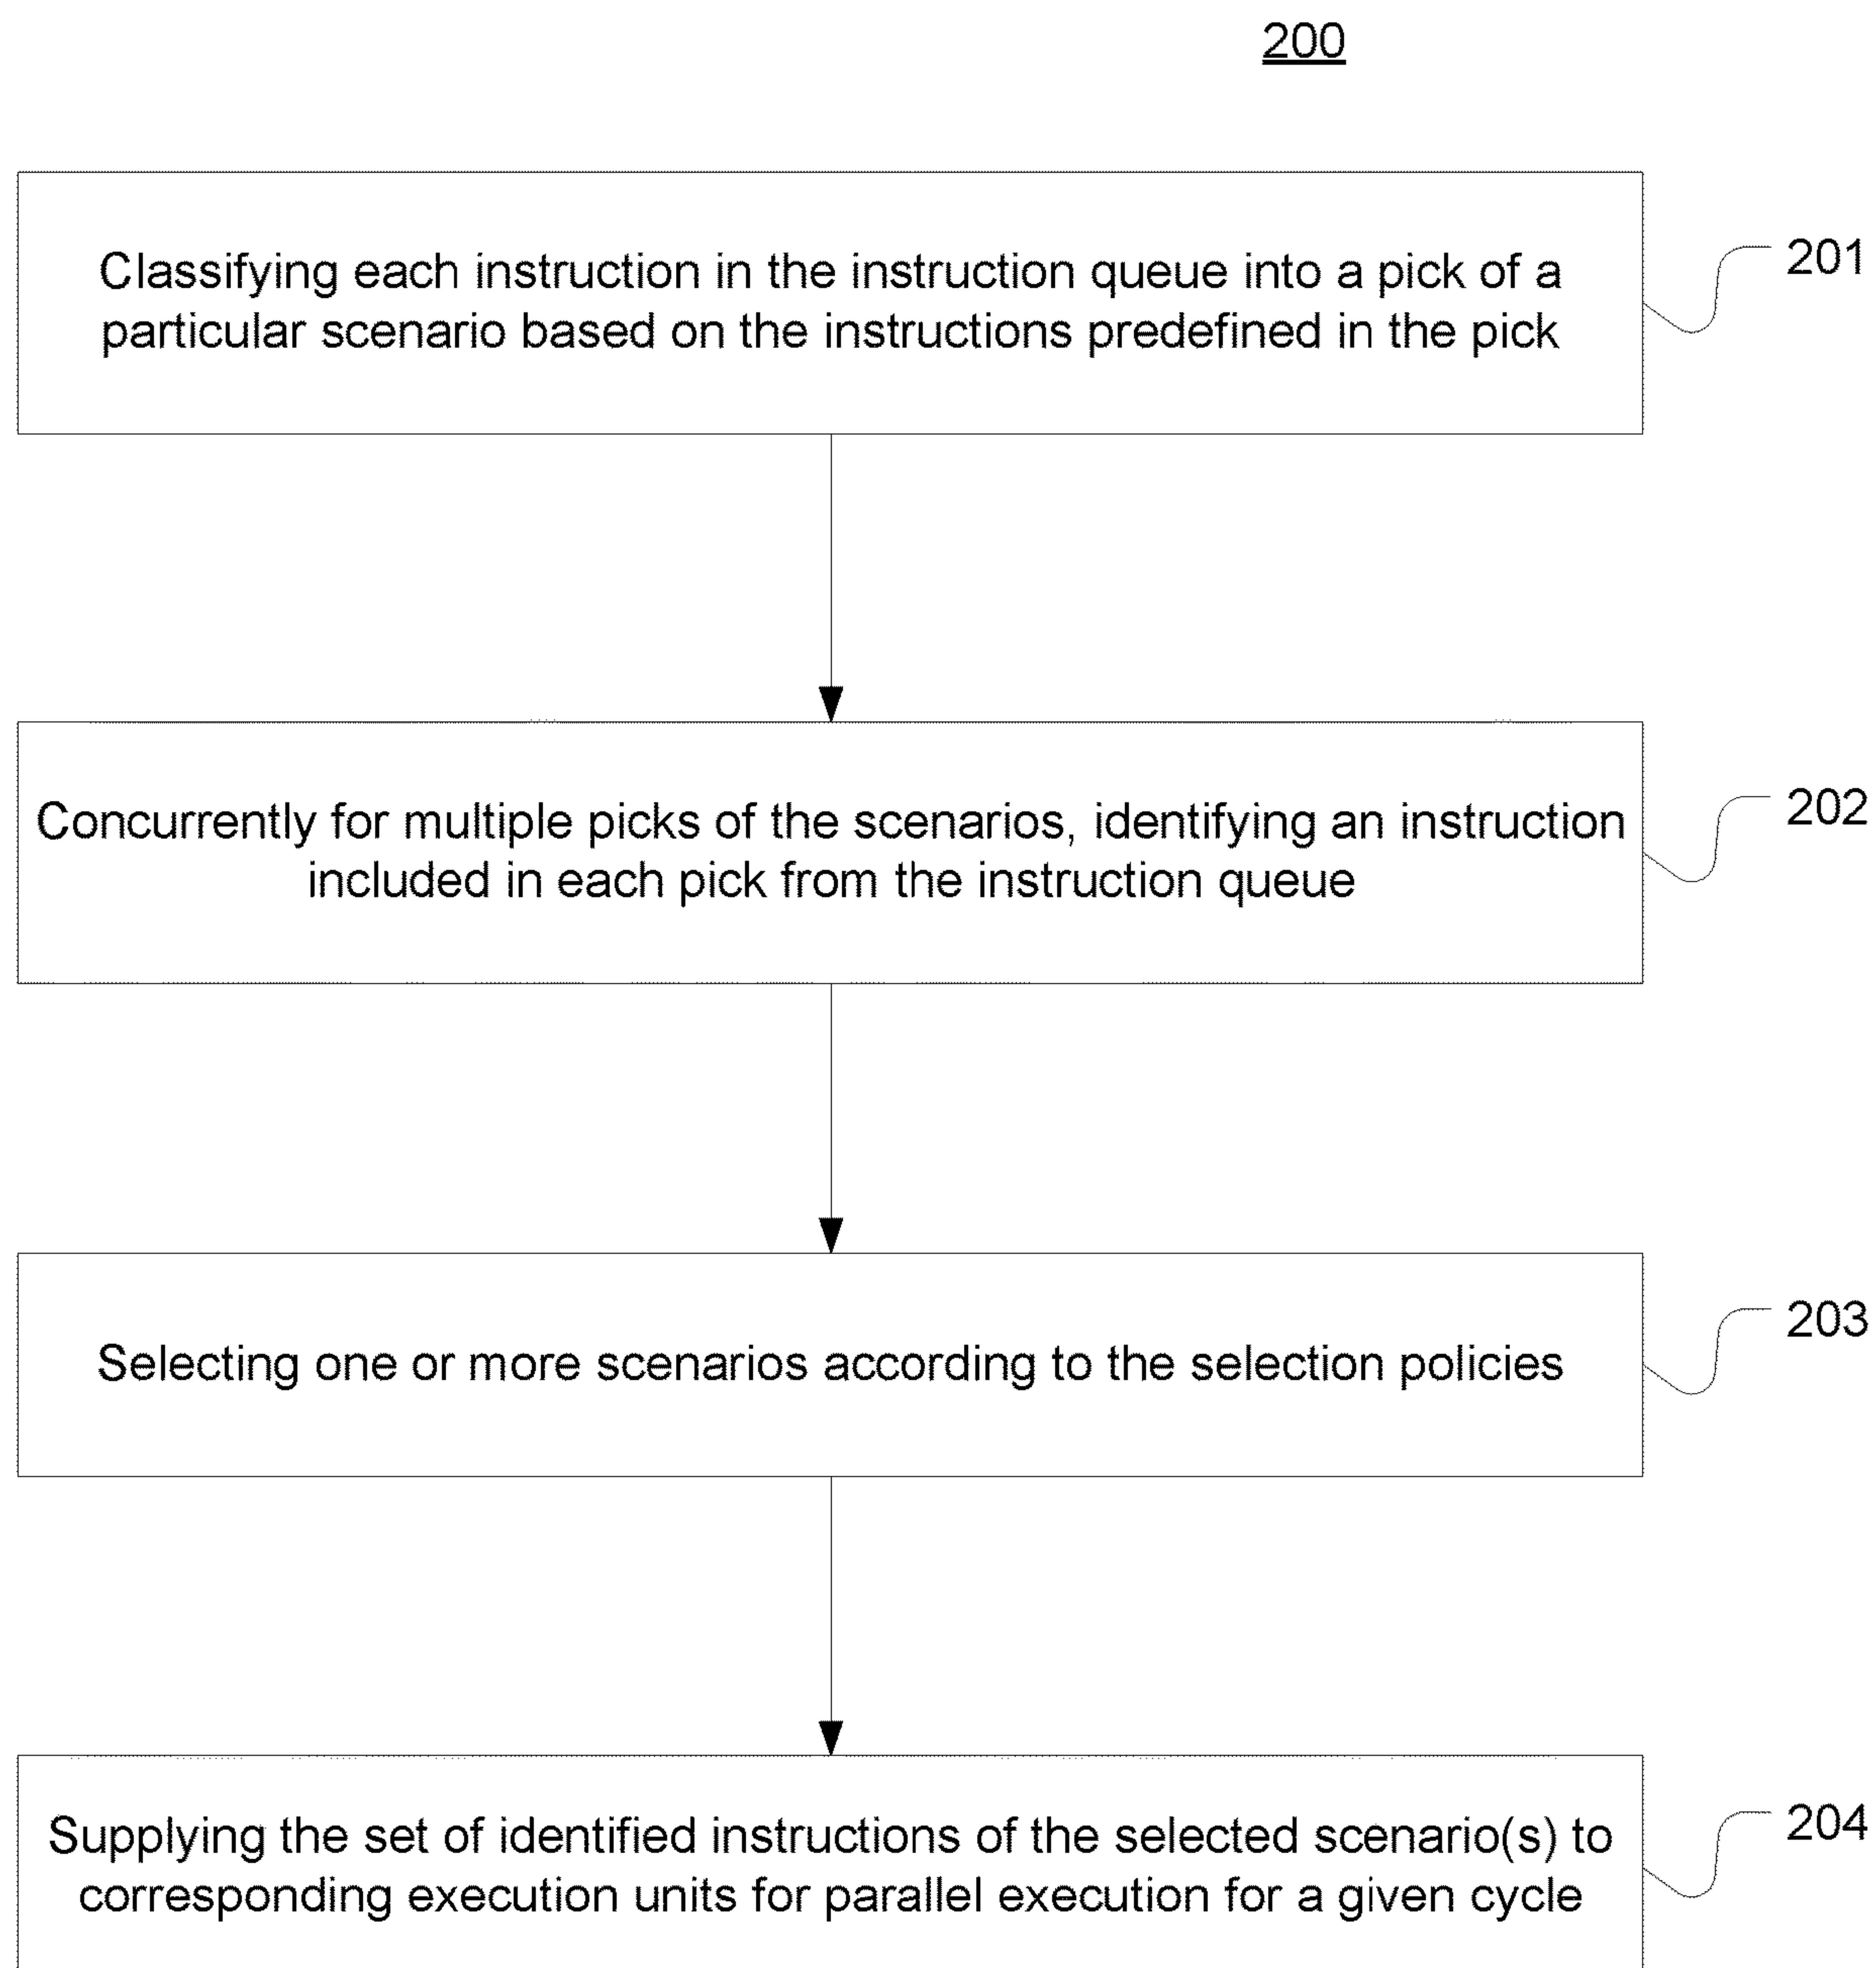 200
Classifying each instruction in the instruction queue into a pick of a
particular scenario based on the instructions predefined in the pick
201
Concurrently for multiple picks of the scenarios, identifying an instruction
included in each pick from the instruction queue
202
Selecting one or more scenarios according to the selection policies
203
Supplying the set of identified instructions of the selected scenario(s) to
corresponding execution units for parallel execution for a given cycle
204